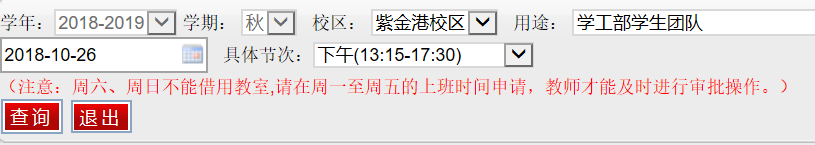 学年：2018-2019 学期：秋 校区：紫金港校区 用途：学工部学生团队
2018-10-26 具体节次：下午(13:15-17:30)
（注意：周六、周日不能借用教室,请在周一至周五的上班时间申请，教师才能及时进行审批操作。）
查询 退出